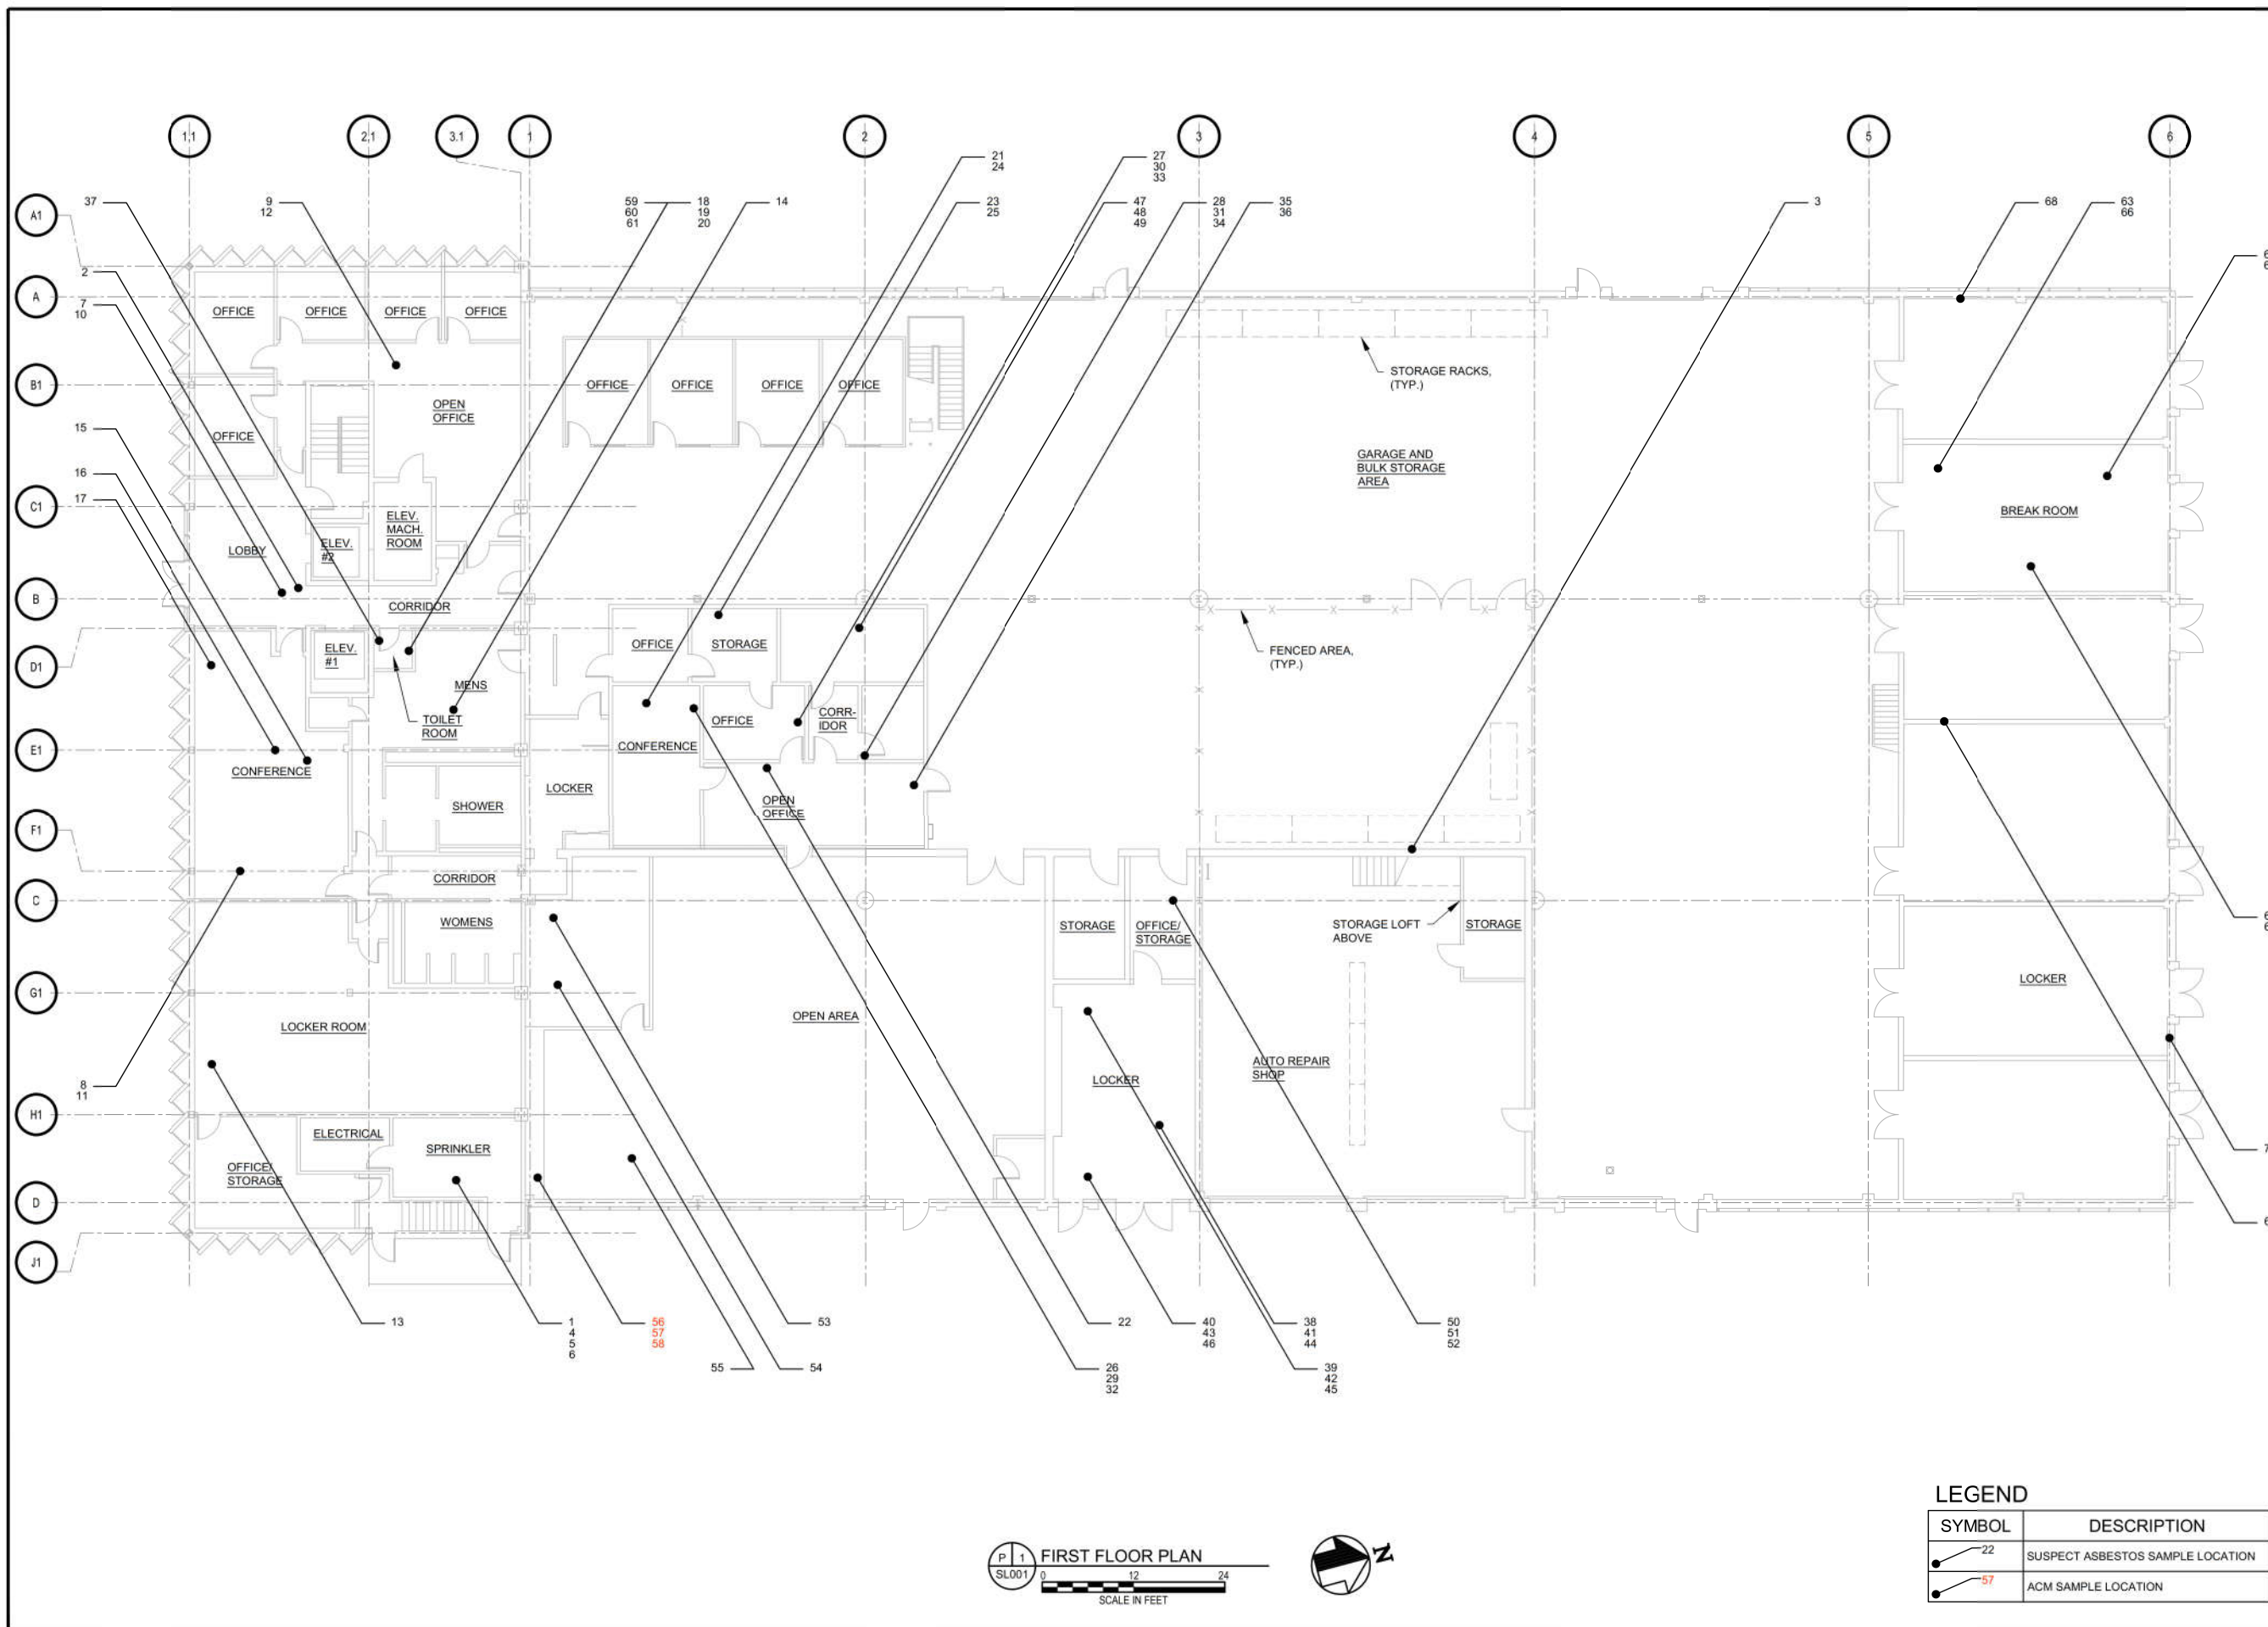 1.1
2.1
3.1
1
2
3
4
5
6
21
24
27
30
33
A1
37
9
12
59
60
61
18
19
20
14
23
25
47
48
49
28
31
34
35
36
3
68
63
66
2
A
7
10
OFFICE
OFFICE
OFFICE
OFFICE
STORAGE RACKS,
(TYP.)
B1
OFFICE
OFFICE
OFFICE
OFFICE
OPEN
OFFICE
15
OFFICE
GARAGE AND
BULK STORAGE
AREA
16
17
C1
ELEV.
MACH.
ROOM
BREAK ROOM
LOBBY
ELEV.
#2
B
CORRIDOR
ELEV.
#1
OFFICE
STORAGE
FENCED AREA,
(TYP.)
D1
MENS
TOILET
ROOM
OFFICE
CORR-
IDOR
E1
CONFERENCE
CONFERENCE
LOCKER
SHOWER
OPEN
OFFICE
F1
CORRIDOR
C
WOMENS
STORAGE
OFFICE/
STORAGE
STORAGE LOFT
ABOVE
STORAGE
G1
LOCKER
LOCKER ROOM
OPEN AREA
8
11
AUTO REPAIR
SHOP
LOCKER
H1
ELECTRICAL
SPRINKLER
OFFICE/
STORAGE
D
J1
13
1
4
5
6
56
57
58
53
22
40
43
46
38
41
44
50
51
52
55
54
26
29
32
39
42
45
LEGEND
SYMBOL DESCRIPTION
22 SUSPECT ASBESTOS SAMPLE LOCATION
57 ACM SAMPLE LOCATION
P 1
SL001
FIRST FLOOR PLAN
0 12 24
SCALE IN FEET
N